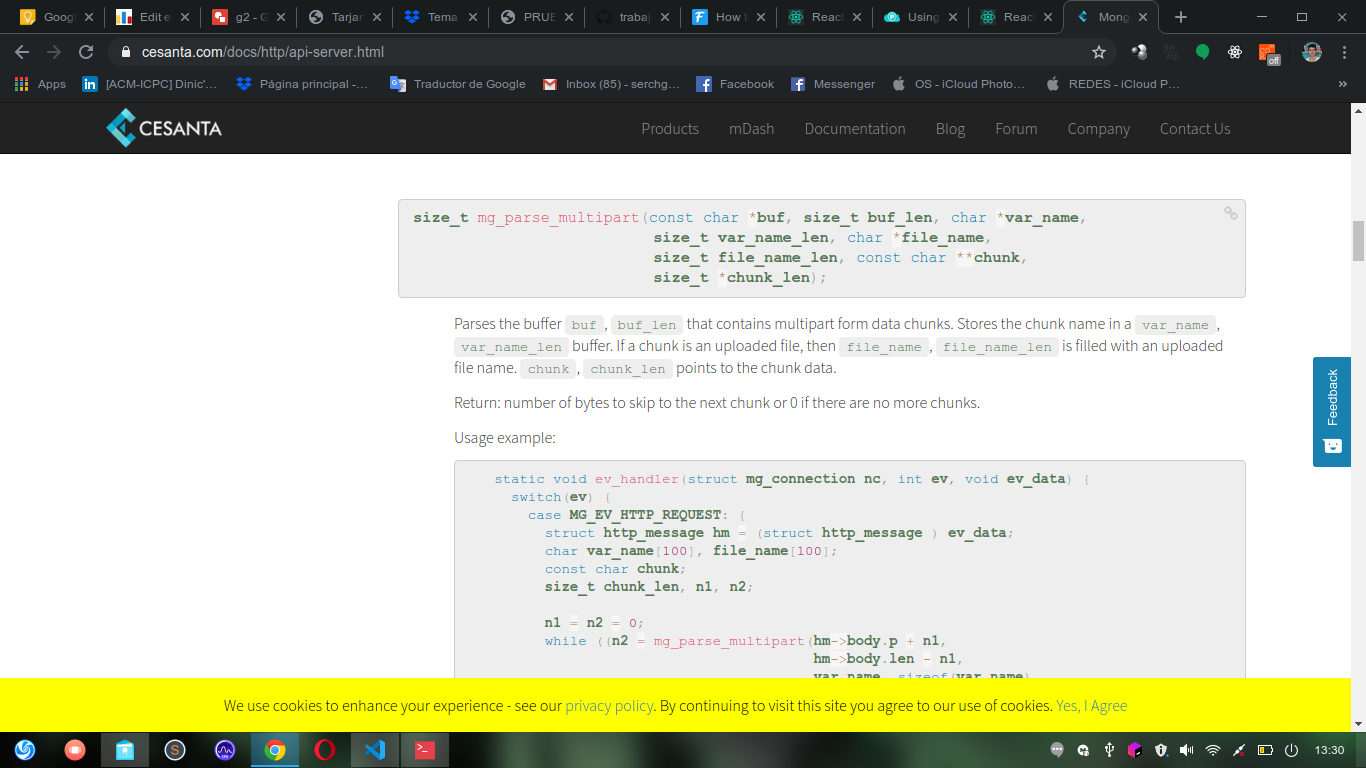 Googl
Edit e
g2 - G
Tarjan
Tema
PRUE
trabaj
How t
React
Using
React
Mong
cesanta.com/docs/http/api-server.html
off
Apps
[ACM-ICPC] Dinic'...
Página principal -...
Traductor de Google
Inbox (85) - serchg...
Facebook
Messenger
OS - iCloud Photo...
REDES - iCloud P...
»
CESANTA
Products
mDash
Documentation
Blog
Forum
Company
Contact Us
size_t mg_parse_multipart(const char *buf, size_t buf_len, char *var_name,
size_t var_name_len, char *file_name,
size_t file_name_len, const char **chunk,
size_t *chunk_len);
Parses the buffer buf, buf_len that contains multipart form data chunks. Stores the chunk name in a var_name,
var_name_len buffer. If a chunk is an uploaded file, then file_name, file_name_len is filled with an uploaded
file name. chunk, chunk_len points to the chunk data.
Return: number of bytes to skip to the next chunk or 0 if there are no more chunks.
Usage example:
static void ev_handler(struct mg_connection nc, int ev, void ev_data) {
switch(ev) {
case MG_EV_HTTP_REQUEST: {
struct http_message hm = (struct http_message ) ev_data;
char var_name[100], file_name[100];
const char chunk;
size_t chunk_len, n1, n2;
n1 = n2 = 0;
while ((n2 = mg_parse_multipart(hm->body.p + n1,
hm->body.len - n1,
var_name, sizeof(var_name),
Feedback
We use cookies to enhance your experience - see our privacy policy. By continuing to visit this site you agree to our use of cookies. Yes, I Agree
13:30